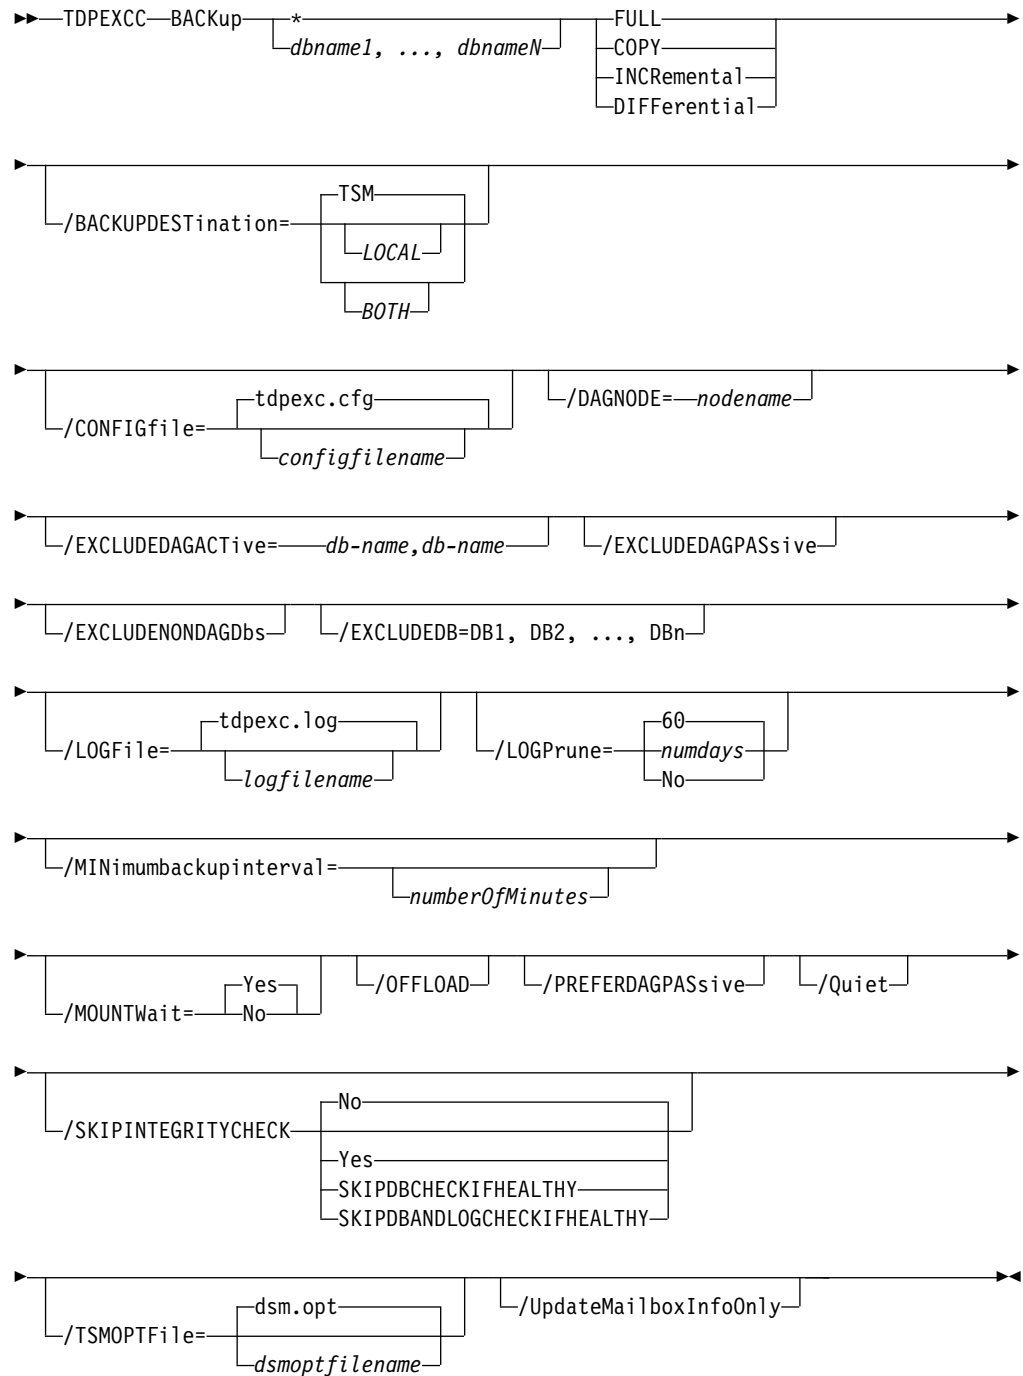 TDPEXCC BACKup * FULL
dbname1, ..., dbnameN COPY
INCRemental
DIFFerential
/BACKUPDESTination= TSM
LOCAL
BOTH
/CONFIGfile= tdpexc.cfg
configfilename
/DAGNODE= nodename
/EXCLUDEDAGACTive= db-name,db-name /EXCLUDEDAGPASsive
/EXCLUDENONDAGDbs /EXCLUDEDB=DB1, DB2, ..., DBn
/LOGFile= tdpexc.log
logfilename
/LOGPrune= 60
numdays
No
/MINimumbackupinterval=
numberOfMinutes
/MOUNTWait= Yes
No
/OFFLOAD /PREFERDAGPASsive /Quiet
/SKIPINTEGRITYCHECK No
Yes
SKIPDBCHECKIFHEALTHY
SKIPDBANDLOGCHECKIFHEALTHY
/TSMOPTFile= dsm.opt
dsmoptfilename
/UpdateMailboxInfoOnly